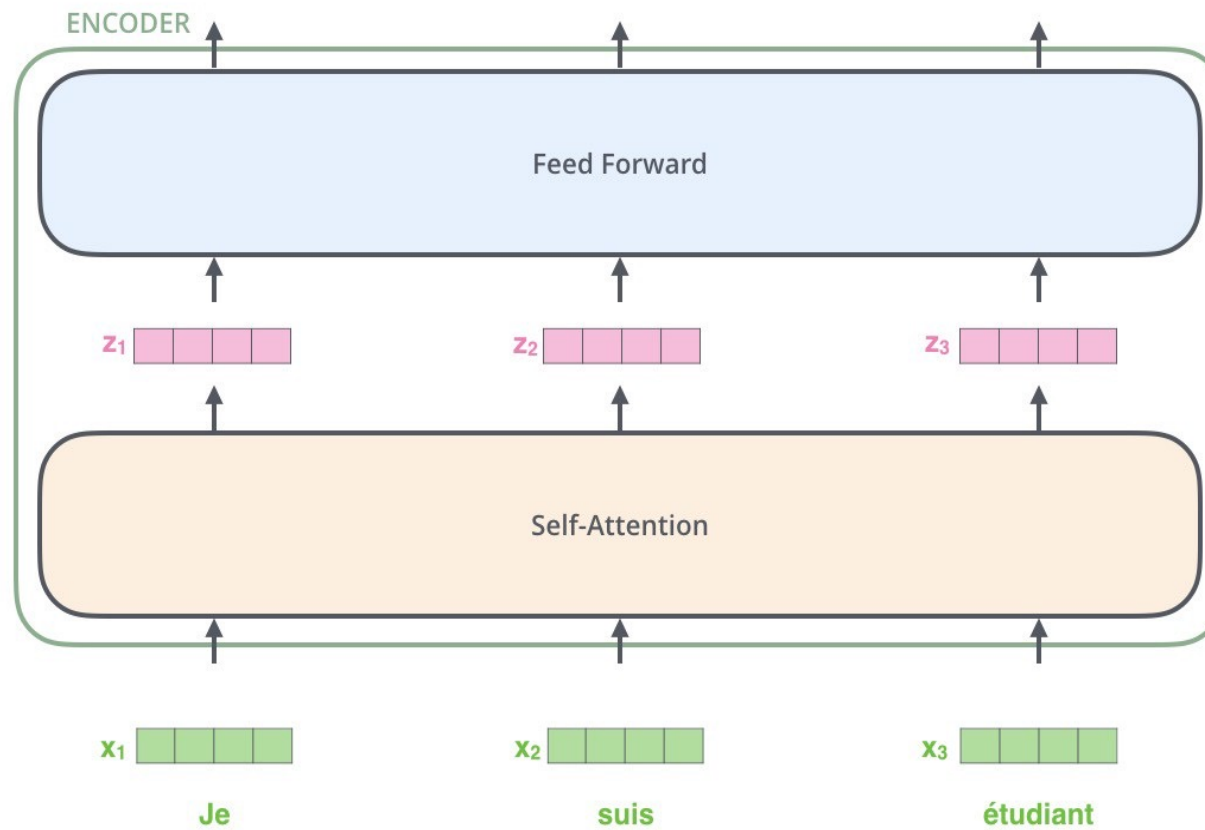 ENCODER
Feed Forward
z₁ z₂ z₃
Self-Attention
x₁ x₂ x₃
Je suis étudiant